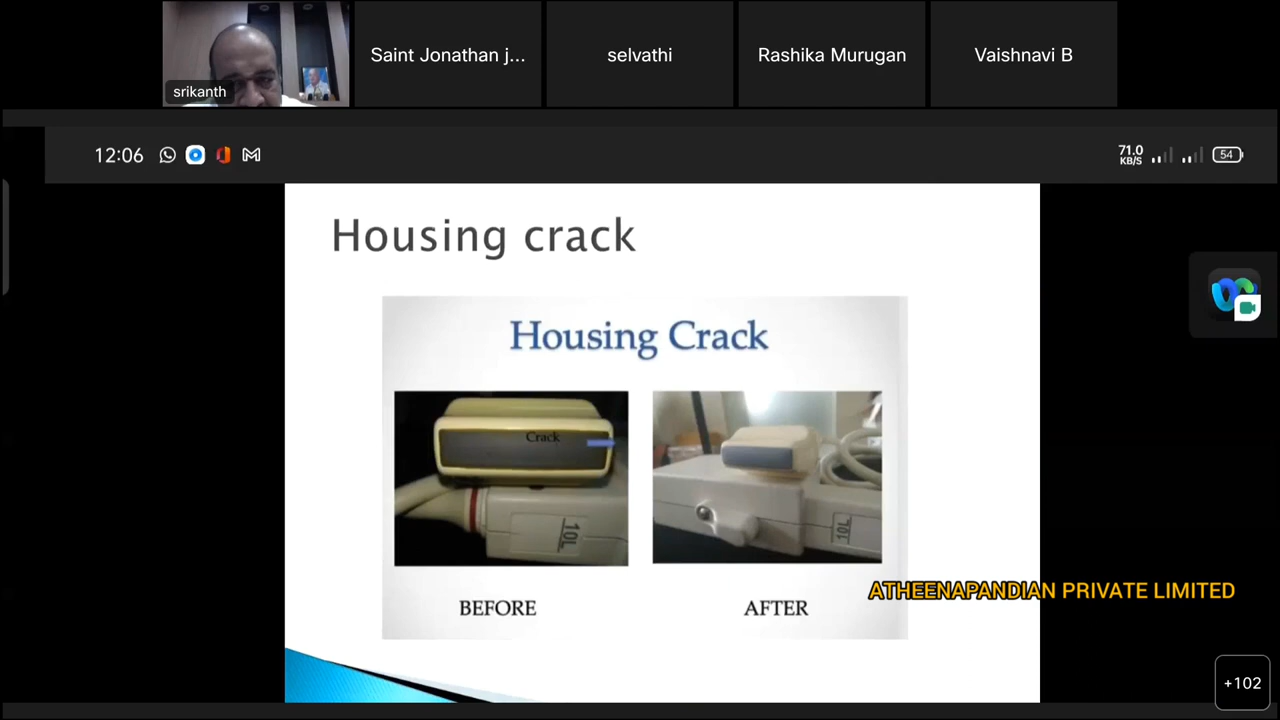 srikanth
Saint Jonathan j...
selvathi
Rashika Murugan
Vaishnavi B
12:06
71.0
KB/S
54
Housing crack
Housing Crack
Crack
10L
10L
BEFORE
AFTER
ATHEENAPANDIAN PRIVATE LIMITED
+102